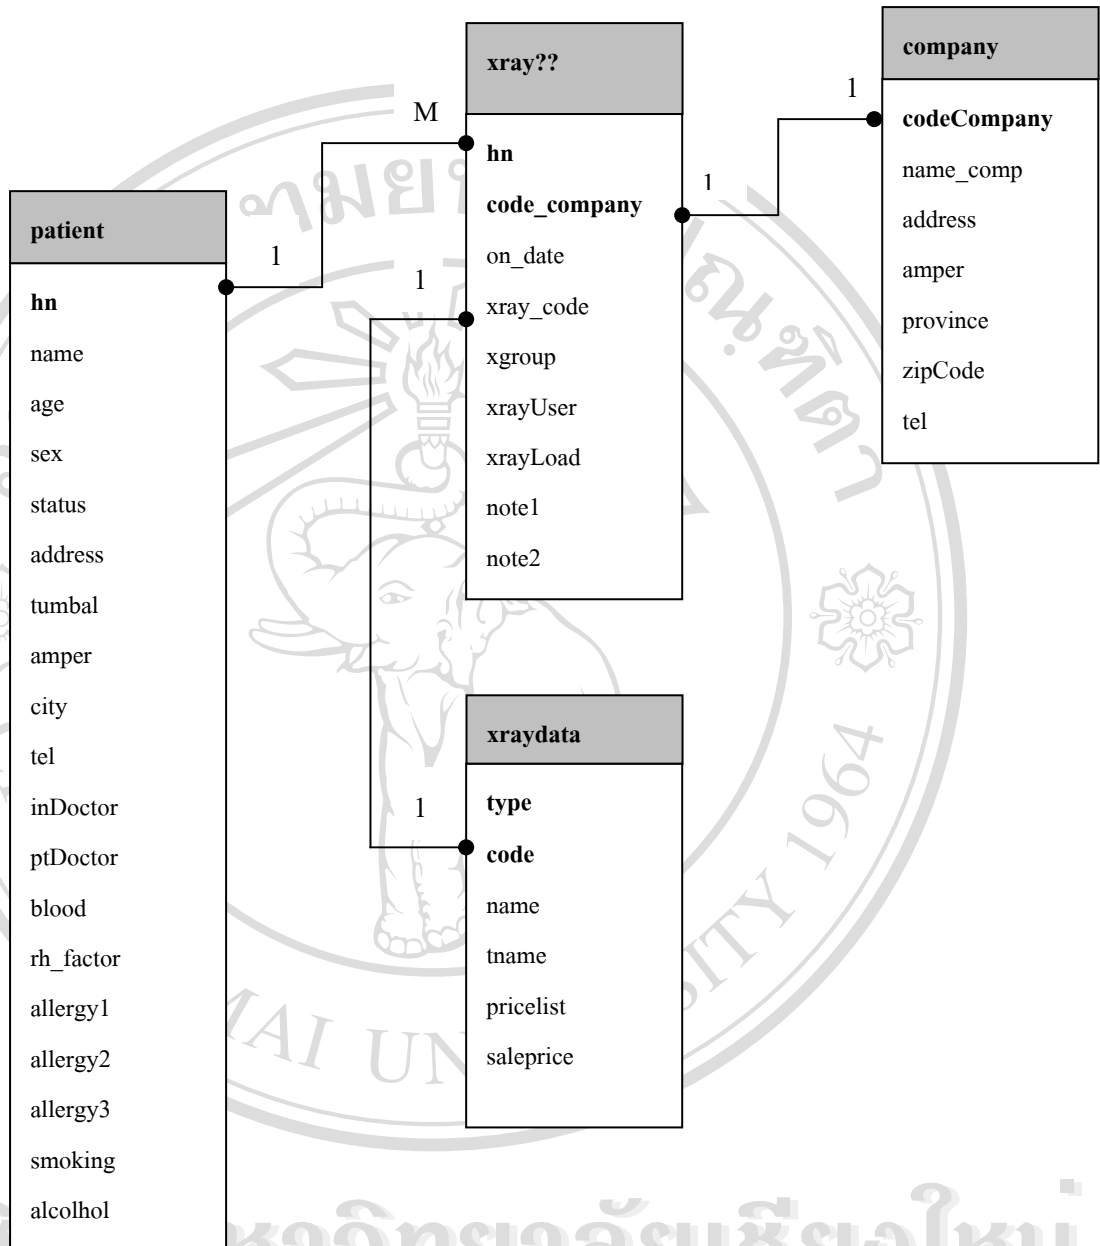 patient
hn
name
age
sex
status
address
tumbal
amper
city
tel
inDoctor
ptDoctor
blood
rh_factor
allergy1
allergy2
allergy3
smoking
alcolhol
1
M
xray??
hn
code_company
on_date
xray_code
xgroup
xrayUser
xrayLoad
note1
note2
1
1
company
codeCompany
name_comp
address
amper
province
zipCode
tel
1
1
xraydata
type
code
name
tname
pricelist
saleprice
1964